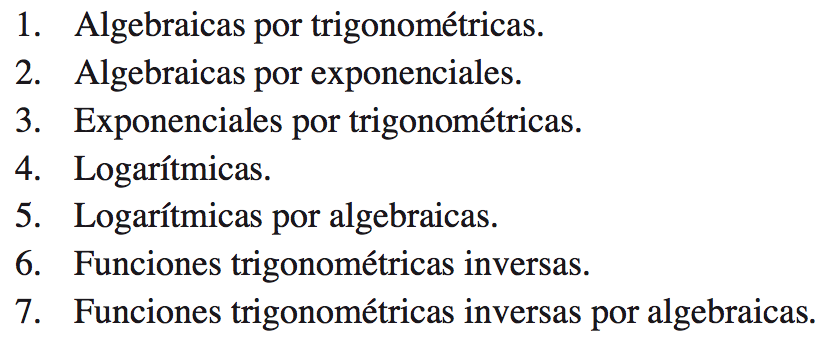 1. Algebraicas por trigonométricas.
2. Algebraicas por exponenciales.
3. Exponenciales por trigonométricas.
4. Logarítmicas.
5. Logarítmicas por algebraicas.
6. Funciones trigonométricas inversas.
7. Funciones trigonométricas inversas por algebraicas.